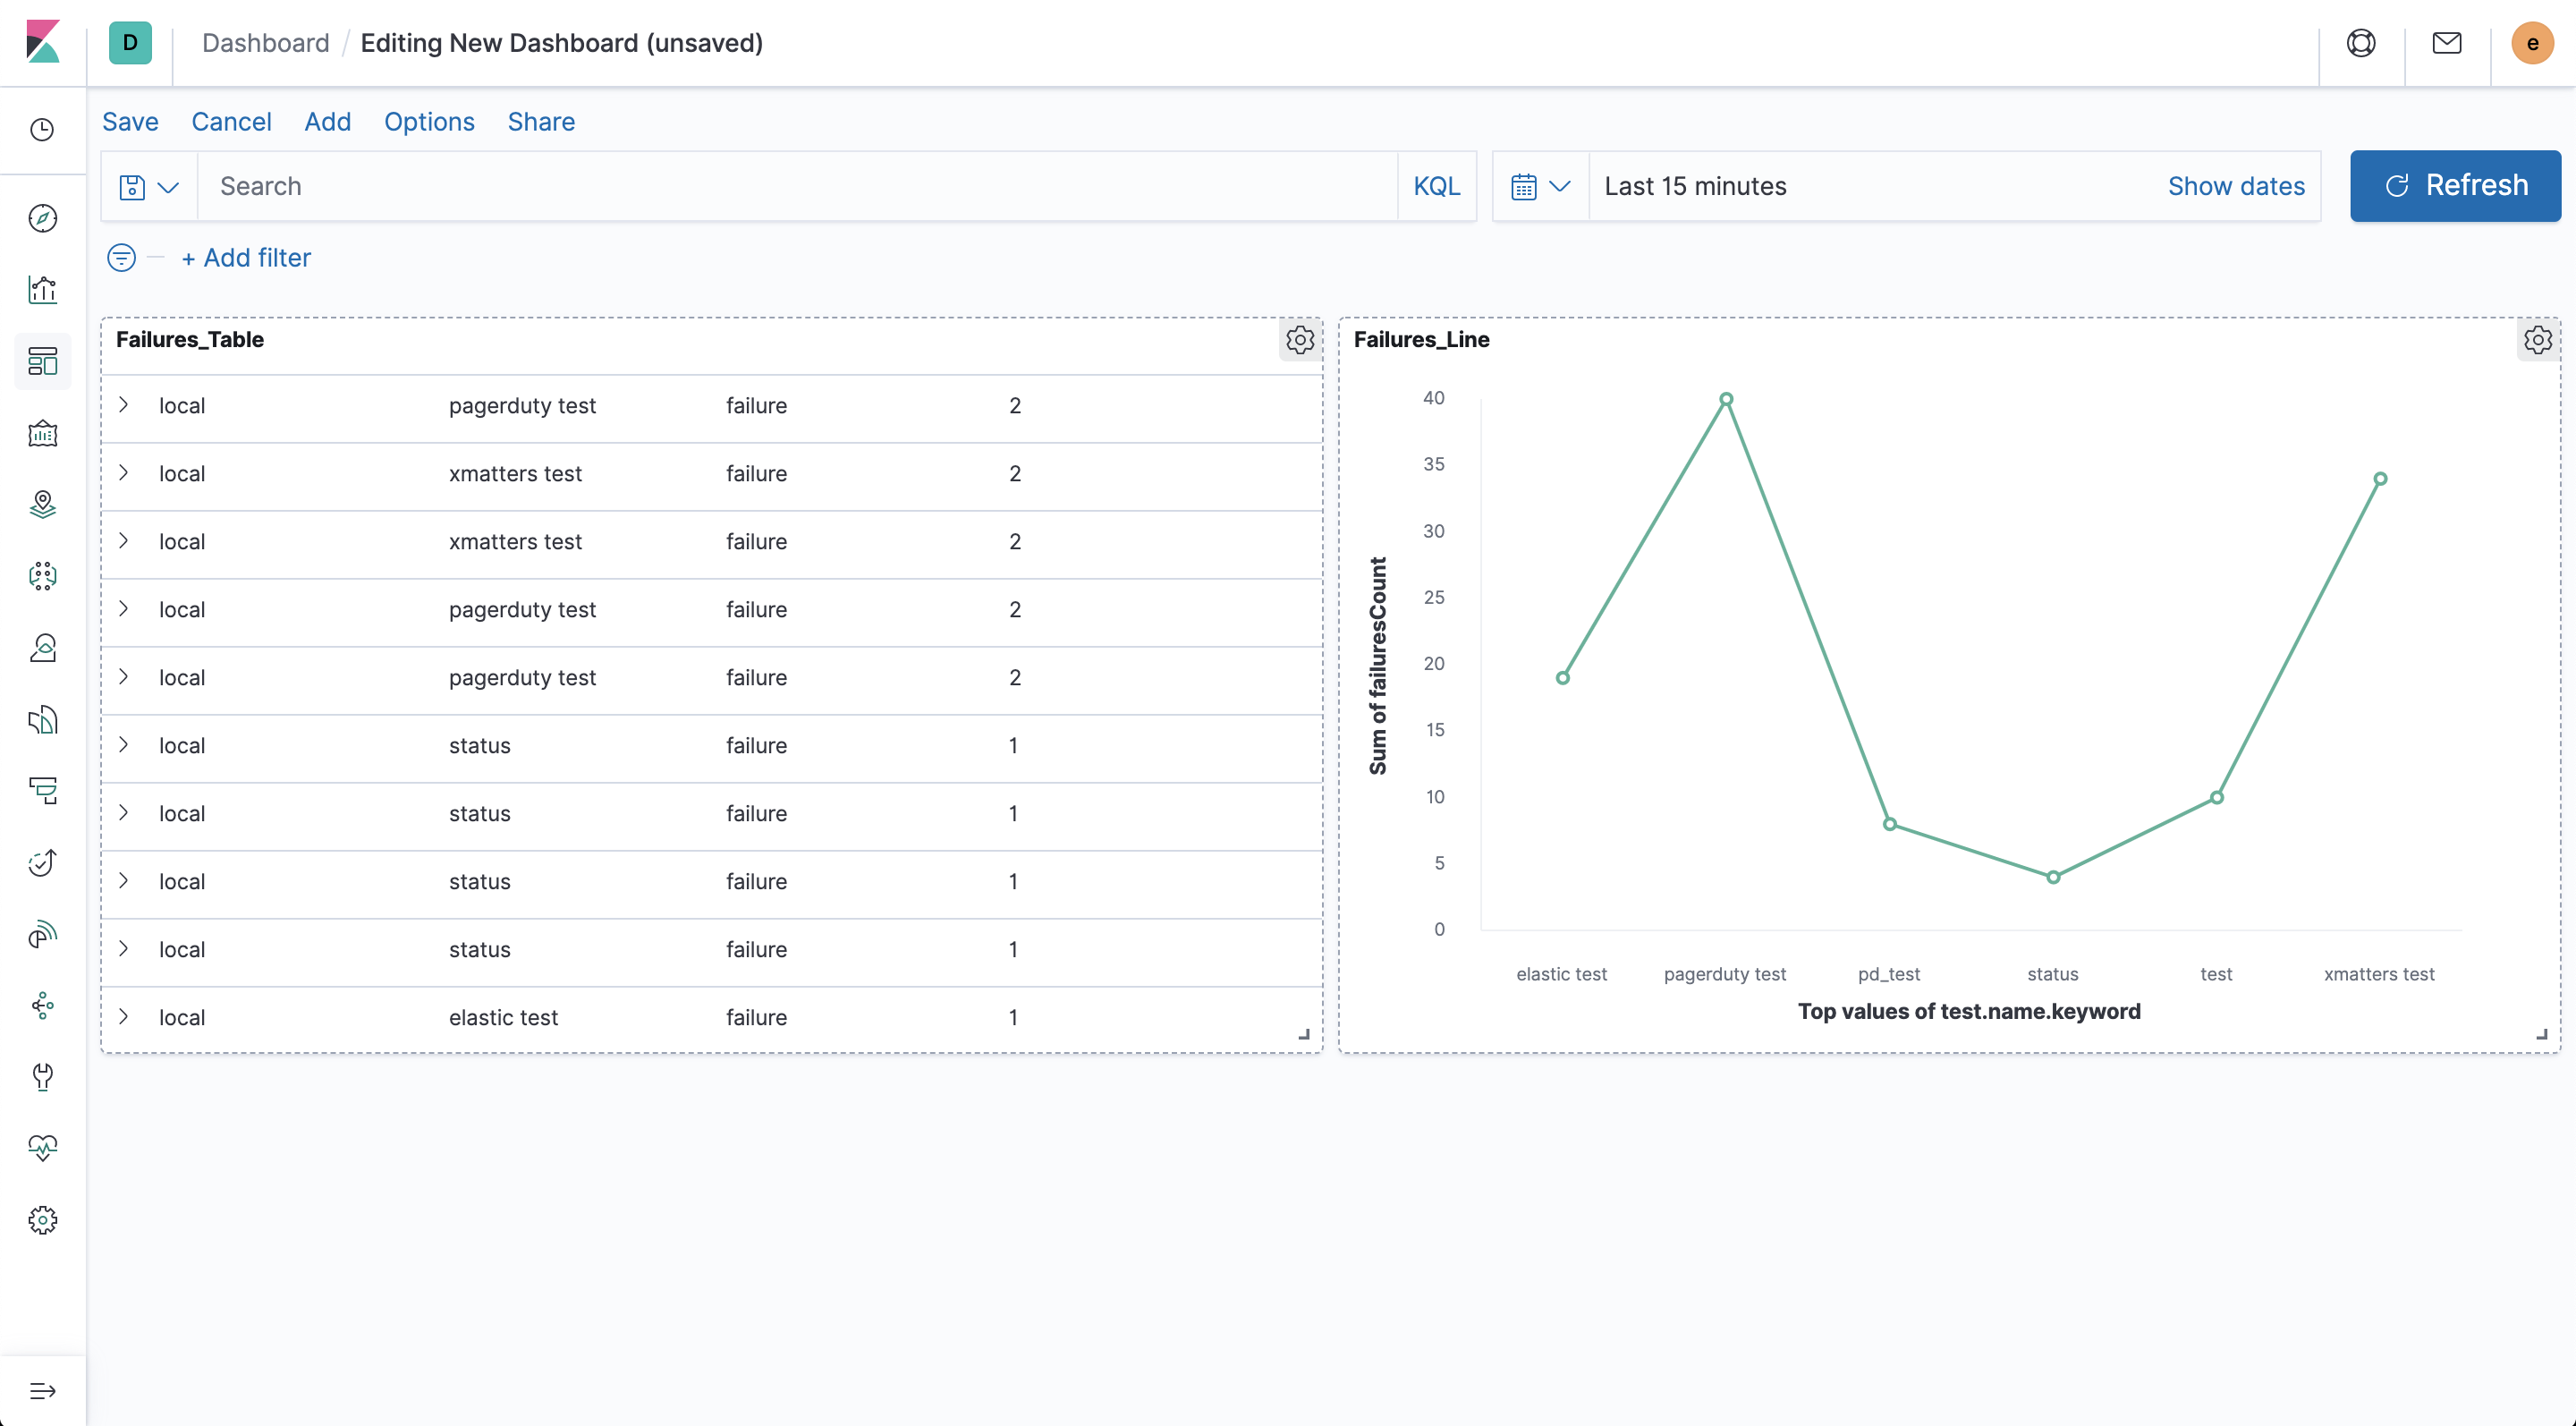 D Dashboard / Editing New Dashboard (unsaved) e
Save Cancel Add Options Share
Search KQL Last 15 minutes Show dates Refresh
+ Add filter
Failures_Table
local pagerduty test failure 2
local xmatters test failure 2
local xmatters test failure 2
local pagerduty test failure 2
local pagerduty test failure 2
local status failure 1
local status failure 1
local status failure 1
local status failure 1
local elastic test failure 1
Failures_Line
Sum of failuresCount
40
35
30
25
20
15
10
5
0
elastic test pagerduty test pd_test status test xmatters test
Top values of test.name.keyword